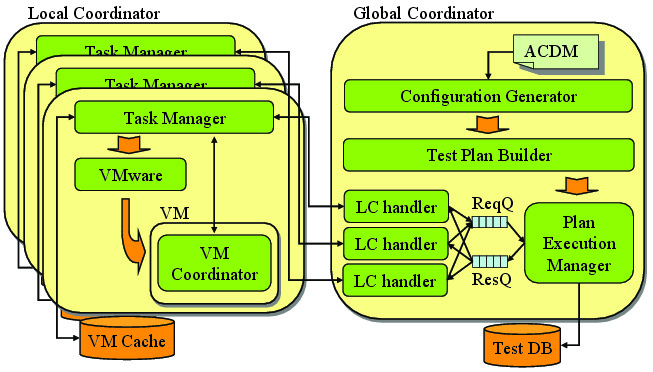 Local Coordinator
Task Manager
Task Manager
Task Manager
VMware
VM
VM
Coordinator
VM Cache
Global Coordinator
ACDM
Configuration Generator
Test Plan Builder
LC handler
LC handler
LC handler
ReqQ
ResQ
Plan
Execution
Manager
Test DB